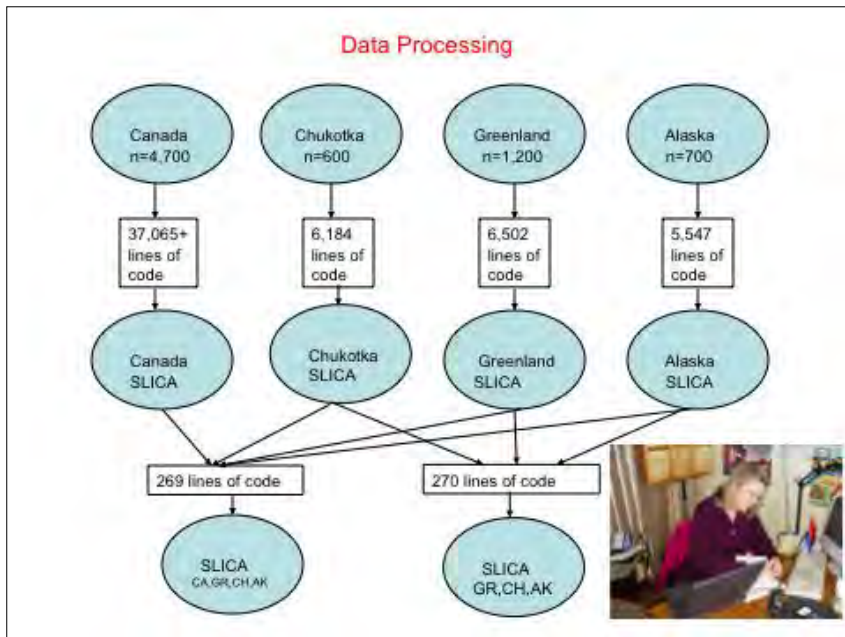 Data Processing
Canada
n=4,700
Chukotka
n=600
Greenland
n=1,200
Alaska
n=700
37,065+
lines of
code
6,184
lines of
code
6,502
lines of
code
5,547
lines of
code
Canada
SLICA
Chukotka
SLICA
Greenland
SLICA
Alaska
SLICA
269 lines of code
270 lines of code
SLICA
CA,GR,CH,AK
SLICA
GR,CH,AK